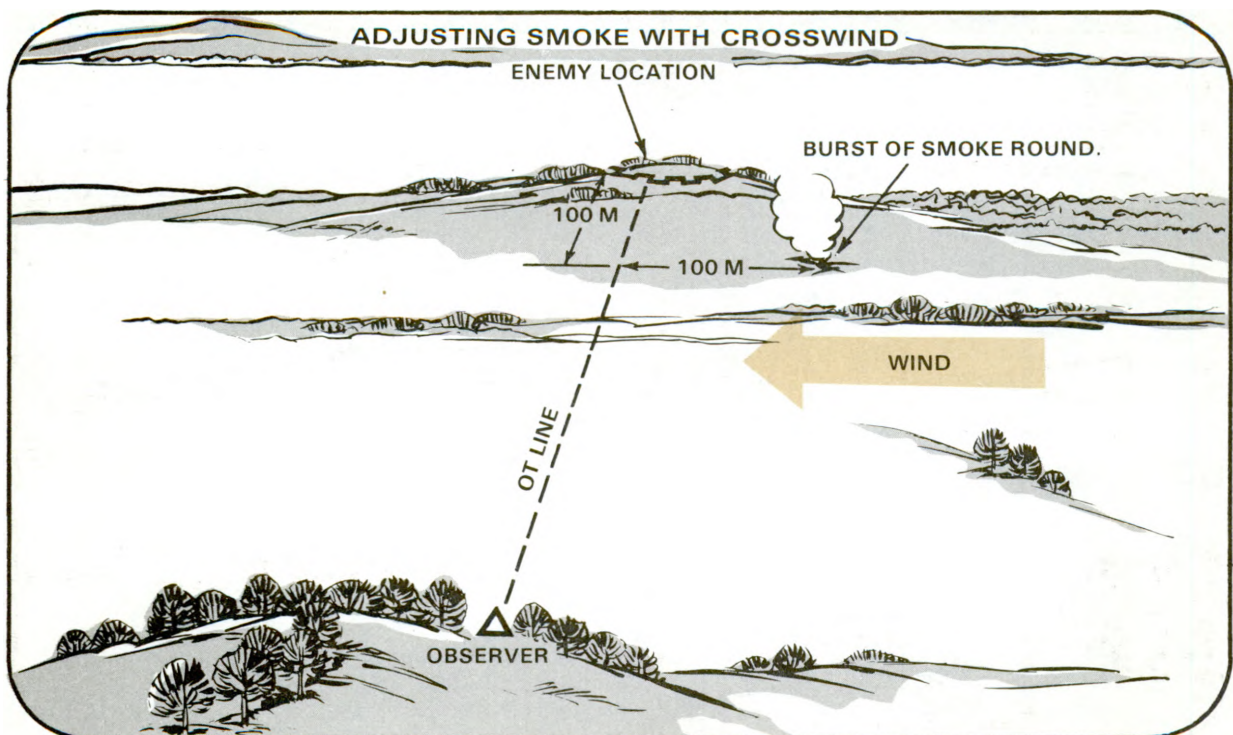 ADJUSTING SMOKE WITH CROSSWIND
ENEMY LOCATION
BURST OF SMOKE ROUND.
100 M
100 M
WIND
OT LINE
OBSERVER